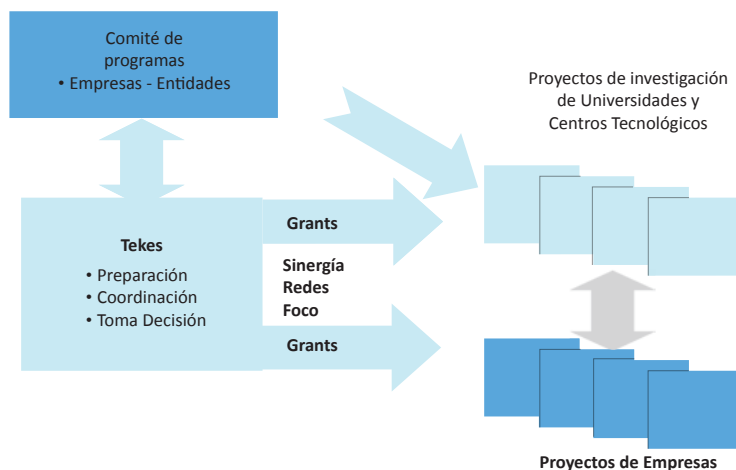 Comité de
programas
• Empresas - Entidades
Proyectos de investigación
de Universidades y
Centros Tecnológicos
Tekes
• Preparación
• Coordinación
• Toma Decisión
Grants
Sinergía
Redes
Foco
Grants
Proyectos de Empresas